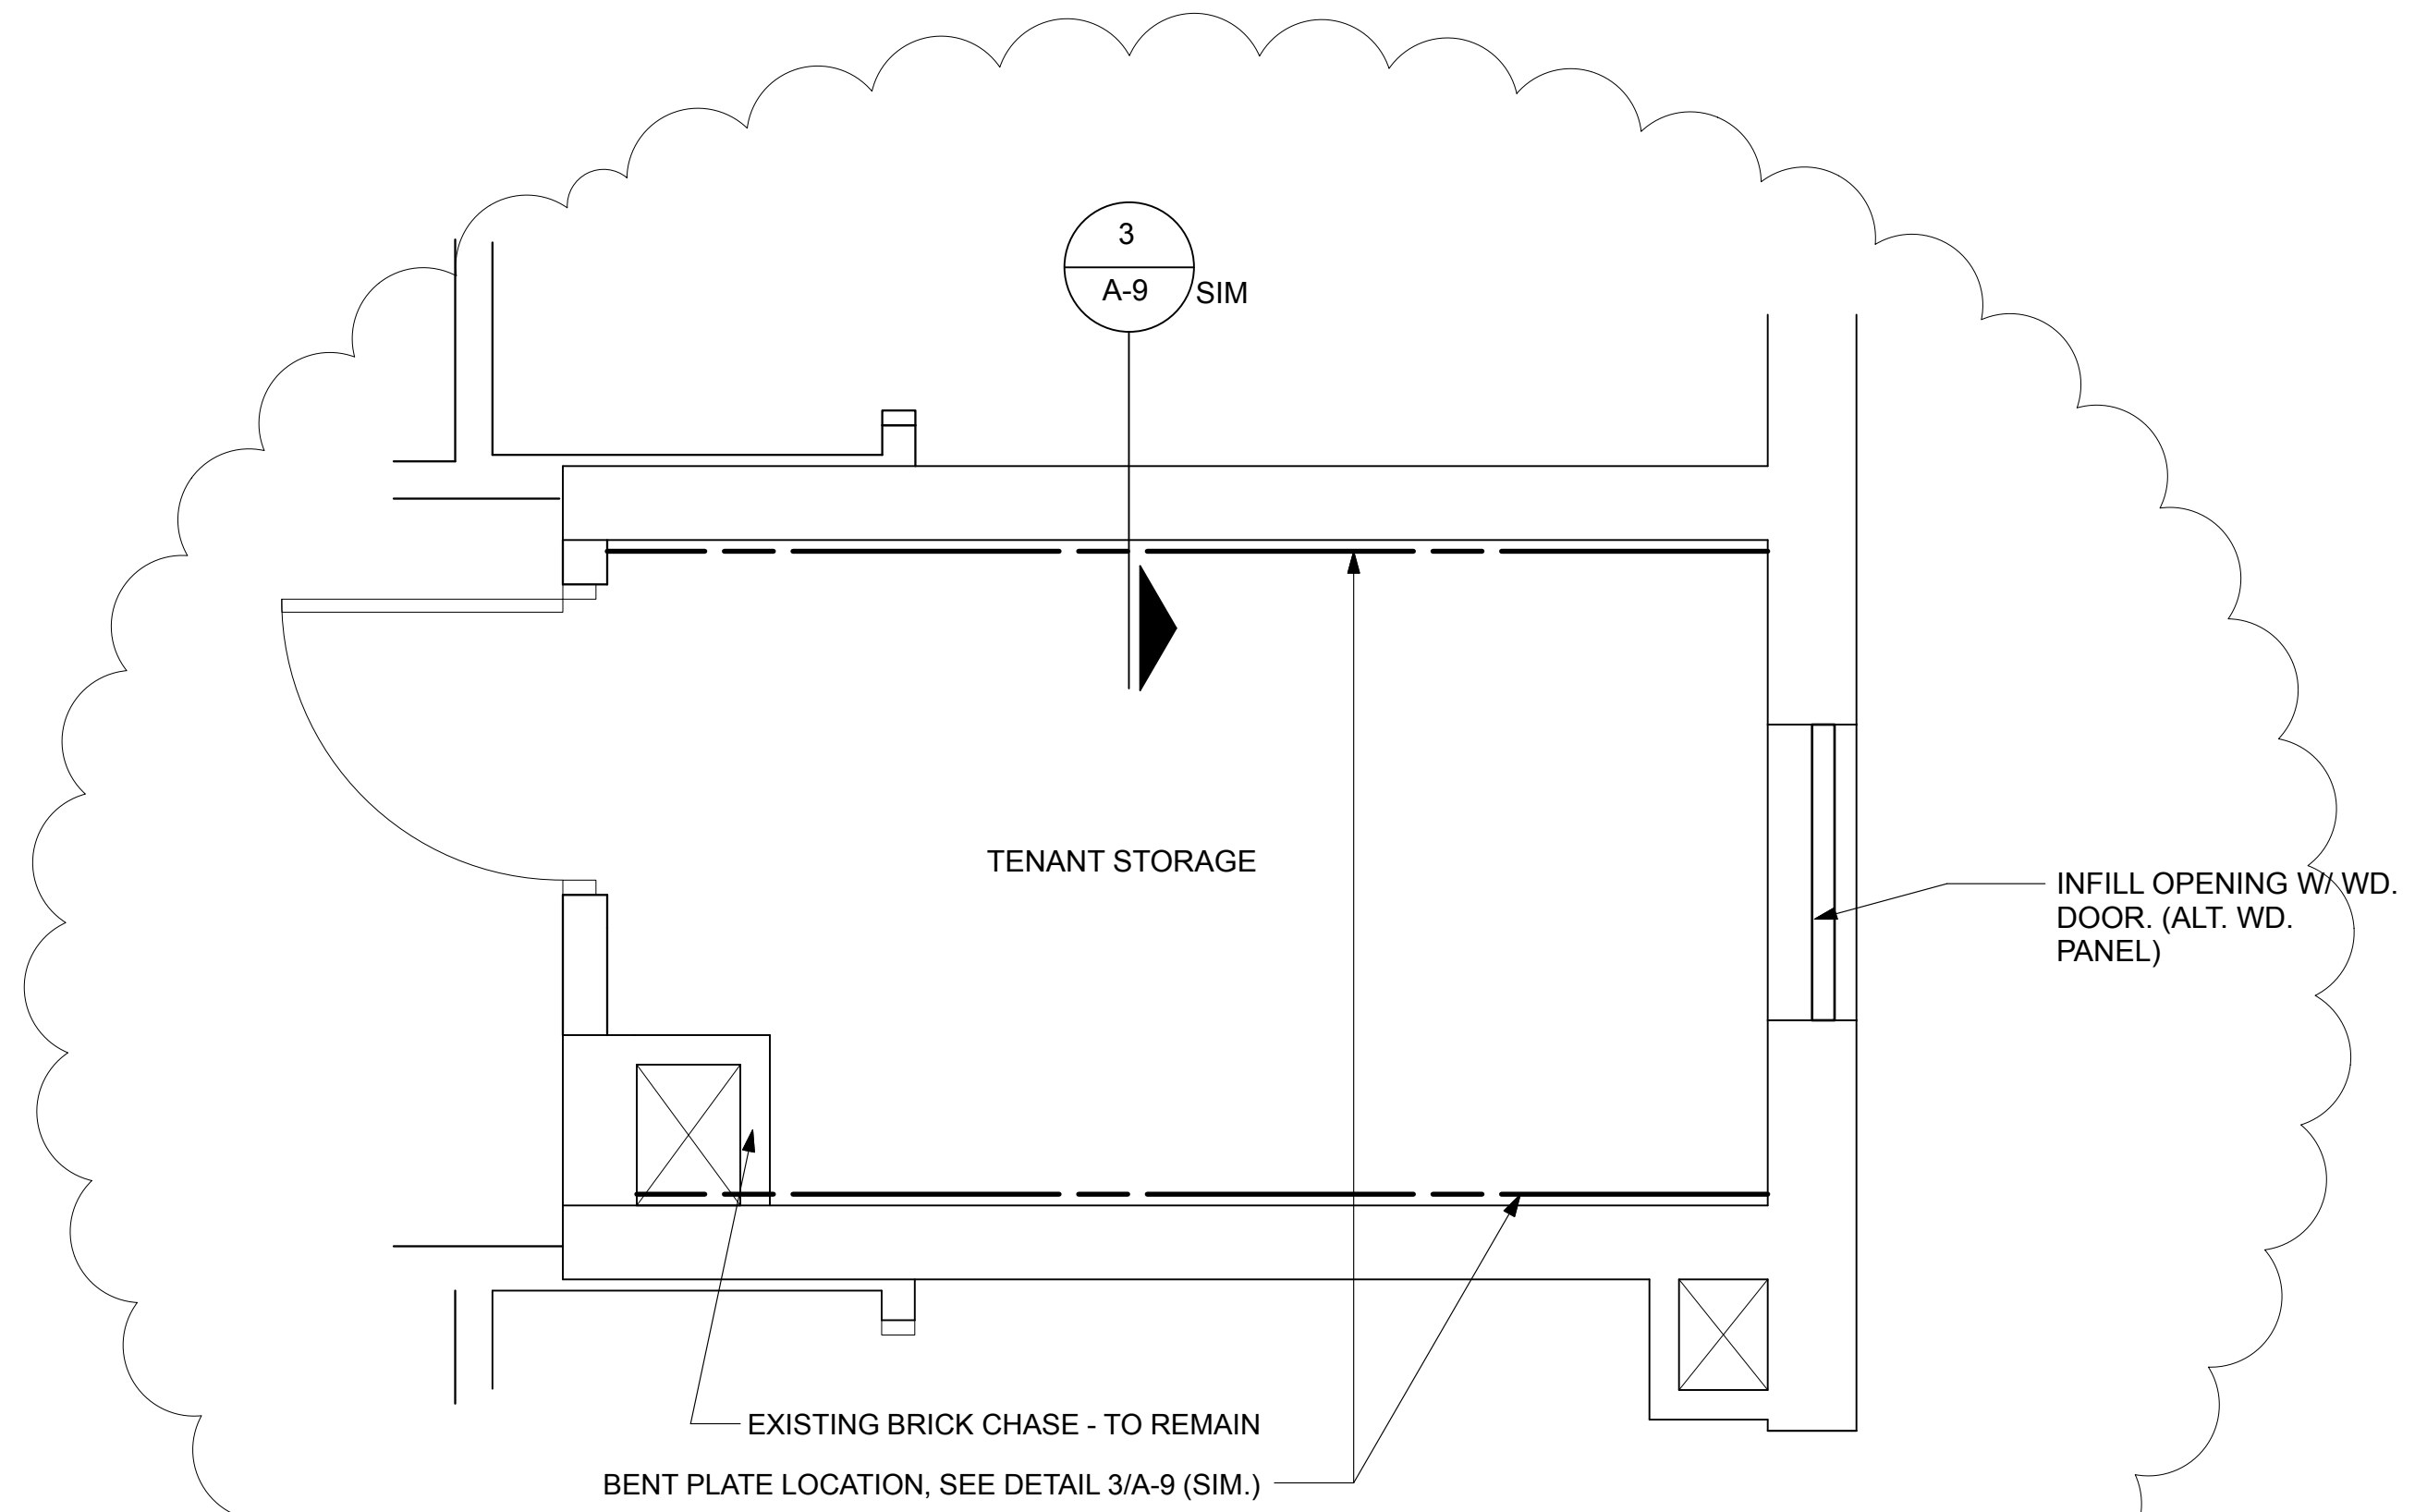 3
A-9
SIM
TENANT STORAGE
INFILL OPENING W/ WD.
DOOR. (ALT. WD.
PANEL)
EXISTING BRICK CHASE - TO REMAIN
BENT PLATE LOCATION, SEE DETAIL 3/A-9 (SIM.)